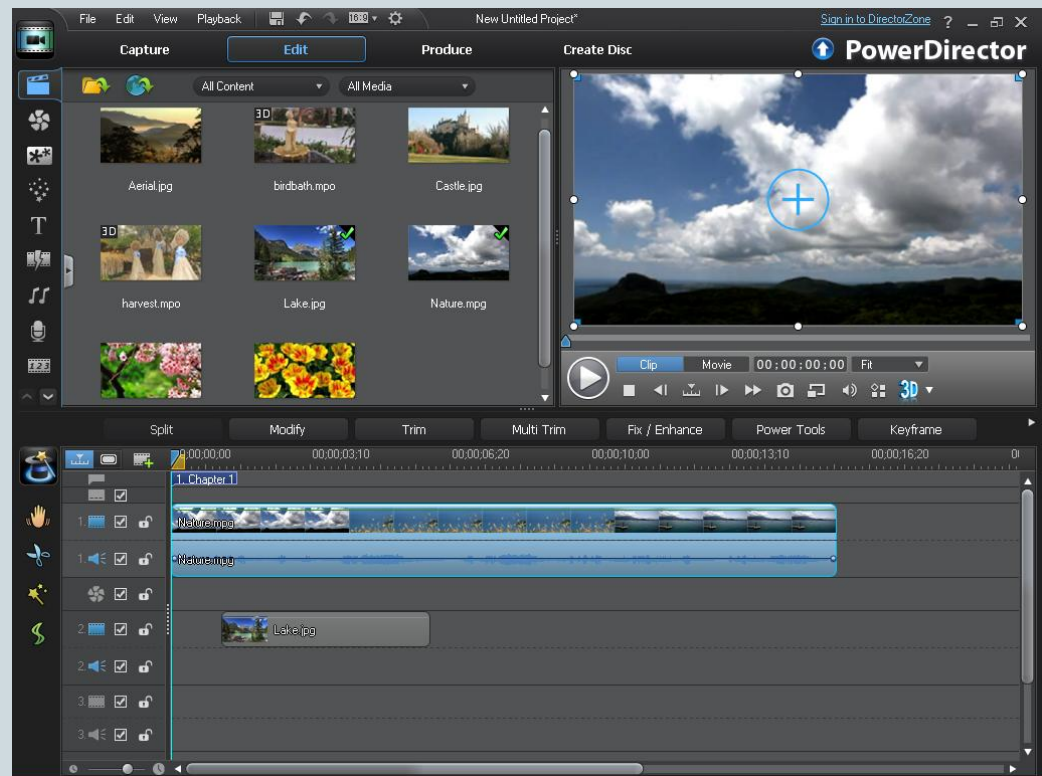 File Edit View Playback 16:9 New Untitled Project* Sign in to DirectorZone ?
Capture Edit Produce Create Disc PowerDirector
All Content All Media
3D
Aerial.jpg birdbath.mpo Castle.jpg
3D
harvest.mpo Lake.jpg Nature.mpg
T
123
Clip Movie 00;00;00;00 Fit
3D
Split Modify Trim Multi Trim Fix / Enhance Power Tools Keyframe
00;00;00;00 00;00;03;10 00;00;06;20 00;00;10;00 00;00;13;10 00;00;16;20
1. Chapter 1
1. Nature.mpg
1. Nature.mpg
2. Lake.jpg
2.
3.
3.